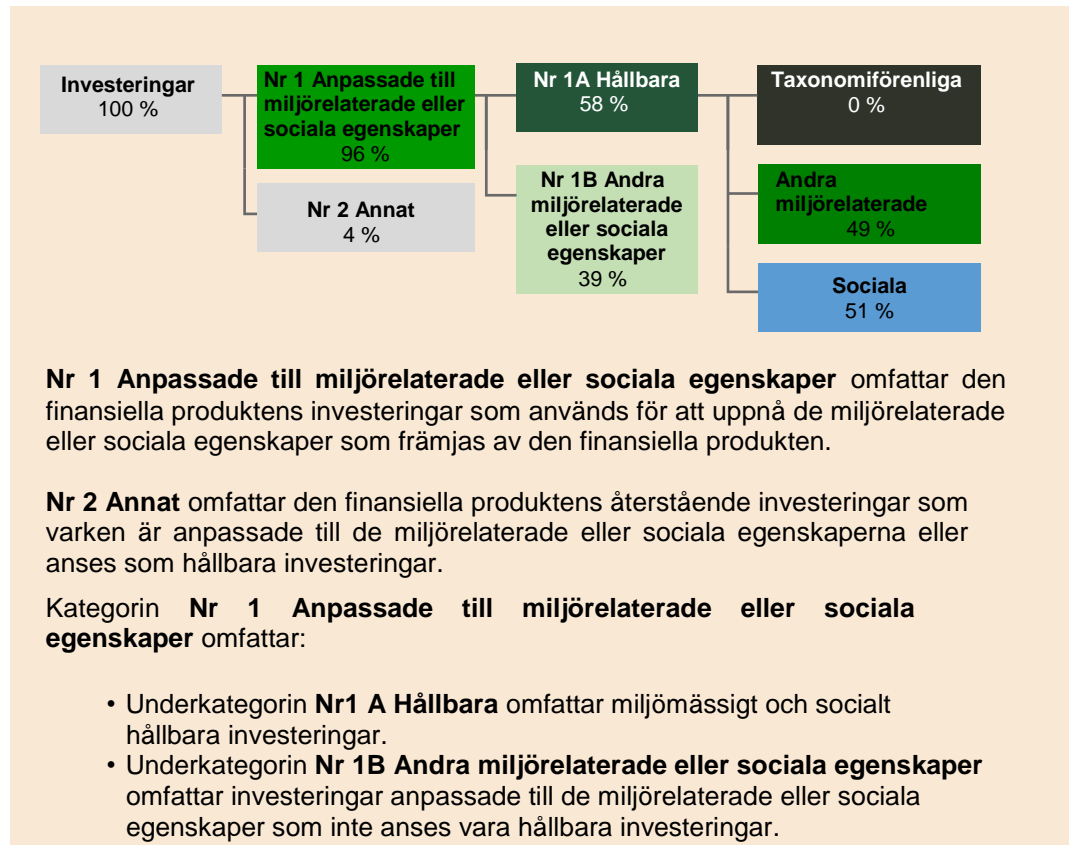 Investeringar
100 %
Nr 1 Anpassade till
miljörelaterade eller
sociala egenskaper
96 %
Nr 2 Annat
4 %
Nr 1A Hållbara
58 %
Nr 1B Andra
miljörelaterade
eller sociala
egenskaper
39 %
Taxonomiförenliga
0 %
Andra
miljörelaterade
49 %
Sociala
51 %
Nr 1 Anpassade till miljörelaterade eller sociala egenskaper omfattar den
finansiella produktens investeringar som används för att uppnå de miljörelaterade
eller sociala egenskaper som främjas av den finansiella produkten.
Nr 2 Annat omfattar den finansiella produktens återstående investeringar som
varken är anpassade till de miljörelaterade eller sociala egenskaperna eller
anses som hållbara investeringar.
Kategorin Nr 1 Anpassade till miljörelaterade eller sociala
egenskaper omfattar:
• Underkategorin Nr1 A Hållbara omfattar miljömässigt och socialt
hållbara investeringar.
• Underkategorin Nr 1B Andra miljörelaterade eller sociala egenskaper
omfattar investeringar anpassade till de miljörelaterade eller sociala
egenskaper som inte anses vara hållbara investeringar.